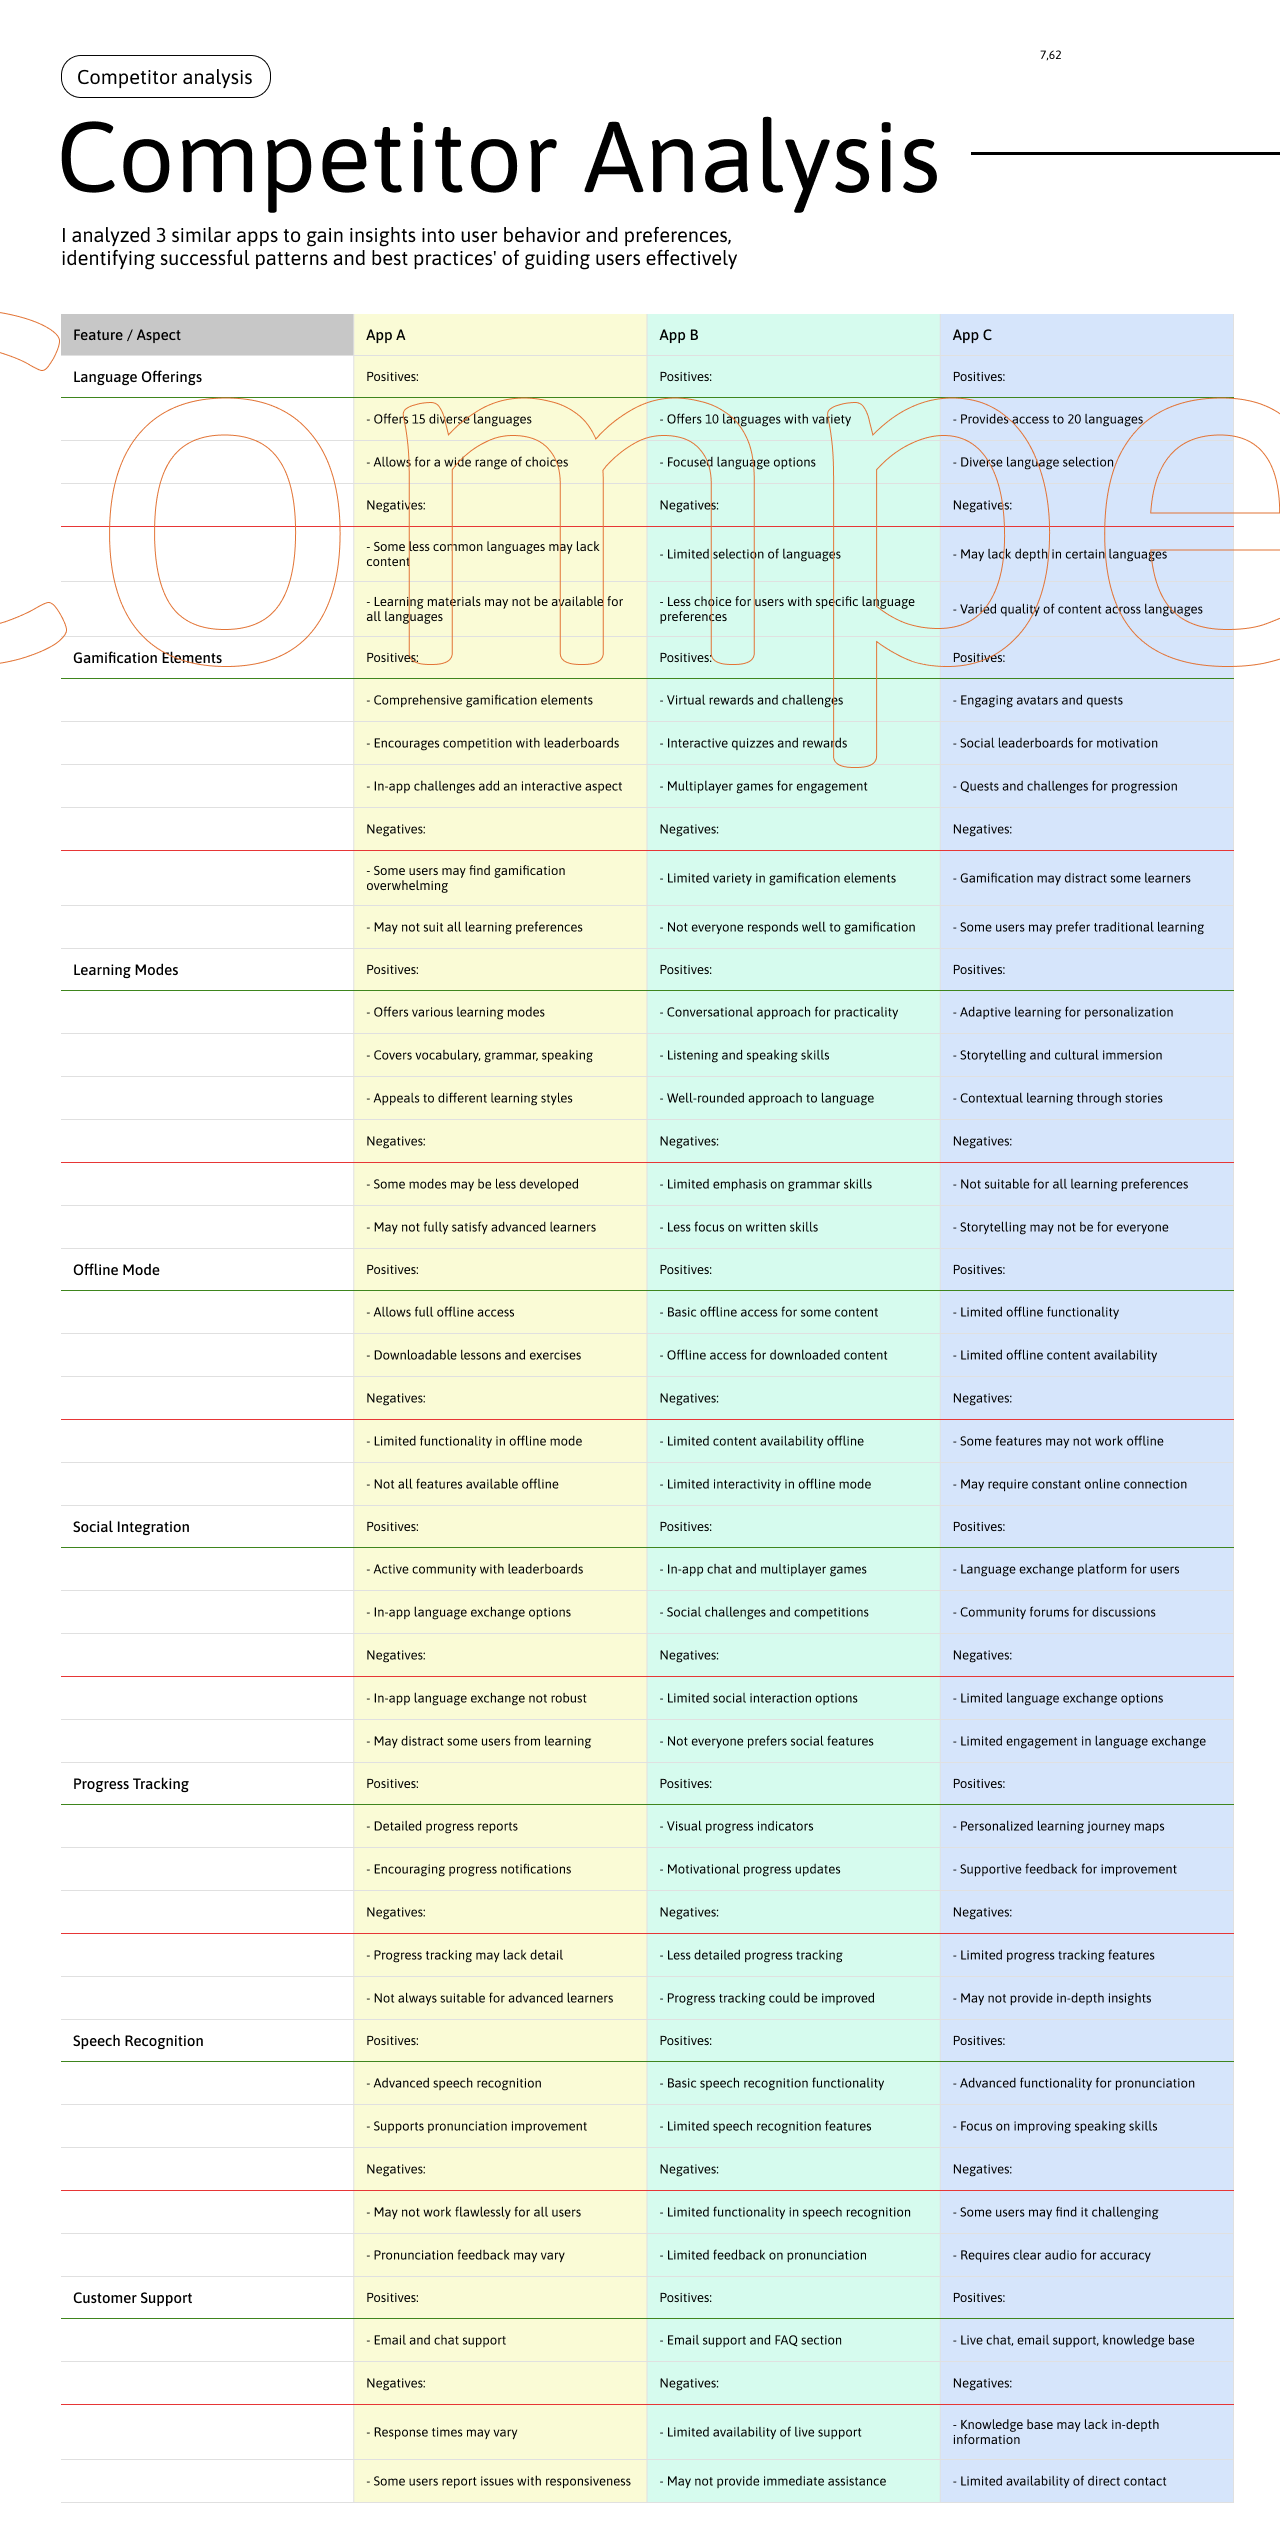 Competitor analysis
7,62
Competitor Analysis
I analyzed 3 similar apps to gain insights into user behavior and preferences,
identifying successful patterns and best practices' of guiding users effectively
Compe
Feature / Aspect App A App B App C
Language Offerings Positives: Positives: Positives:
- Offers 15 diverse languages - Offers 10 languages with variety - Provides access to 20 languages
- Allows for a wide range of choices - Focused language options - Diverse language selection
Negatives: Negatives: Negatives:
- Some less common languages may lack
content - Limited selection of languages - May lack depth in certain languages
- Learning materials may not be available for
all languages - Less choice for users with specific language
preferences - Varied quality of content across languages
Gamification Elements Positives: Positives: Positives:
- Comprehensive gamification elements - Virtual rewards and challenges - Engaging avatars and quests
- Encourages competition with leaderboards - Interactive quizzes and rewards - Social leaderboards for motivation
- In-app challenges add an interactive aspect - Multiplayer games for engagement - Quests and challenges for progression
Negatives: Negatives: Negatives:
- Some users may find gamification
overwhelming - Limited variety in gamification elements - Gamification may distract some learners
- May not suit all learning preferences - Not everyone responds well to gamification - Some users may prefer traditional learning
Learning Modes Positives: Positives: Positives:
- Offers various learning modes - Conversational approach for practicality - Adaptive learning for personalization
- Covers vocabulary, grammar, speaking - Listening and speaking skills - Storytelling and cultural immersion
- Appeals to different learning styles - Well-rounded approach to language - Contextual learning through stories
Negatives: Negatives: Negatives:
- Some modes may be less developed - Limited emphasis on grammar skills - Not suitable for all learning preferences
- May not fully satisfy advanced learners - Less focus on written skills - Storytelling may not be for everyone
Offline Mode Positives: Positives: Positives:
- Allows full offline access - Basic offline access for some content - Limited offline functionality
- Downloadable lessons and exercises - Offline access for downloaded content - Limited offline content availability
Negatives: Negatives: Negatives:
- Limited functionality in offline mode - Limited content availability offline - Some features may not work offline
- Not all features available offline - Limited interactivity in offline mode - May require constant online connection
Social Integration Positives: Positives: Positives:
- Active community with leaderboards - In-app chat and multiplayer games - Language exchange platform for users
- In-app language exchange options - Social challenges and competitions - Community forums for discussions
Negatives: Negatives: Negatives:
- In-app language exchange not robust - Limited social interaction options - Limited language exchange options
- May distract some users from learning - Not everyone prefers social features - Limited engagement in language exchange
Progress Tracking Positives: Positives: Positives:
- Detailed progress reports - Visual progress indicators - Personalized learning journey maps
- Encouraging progress notifications - Motivational progress updates - Supportive feedback for improvement
Negatives: Negatives: Negatives:
- Progress tracking may lack detail - Less detailed progress tracking - Limited progress tracking features
- Not always suitable for advanced learners - Progress tracking could be improved - May not provide in-depth insights
Speech Recognition Positives: Positives: Positives:
- Advanced speech recognition - Basic speech recognition functionality - Advanced functionality for pronunciation
- Supports pronunciation improvement - Limited speech recognition features - Focus on improving speaking skills
Negatives: Negatives: Negatives:
- May not work flawlessly for all users - Limited functionality in speech recognition - Some users may find it challenging
- Pronunciation feedback may vary - Limited feedback on pronunciation - Requires clear audio for accuracy
Customer Support Positives: Positives: Positives:
- Email and chat support - Email support and FAQ section - Live chat, email support, knowledge base
Negatives: Negatives: Negatives:
- Response times may vary - Limited availability of live support - Knowledge base may lack in-depth
information
- Some users report issues with responsiveness - May not provide immediate assistance - Limited availability of direct contact